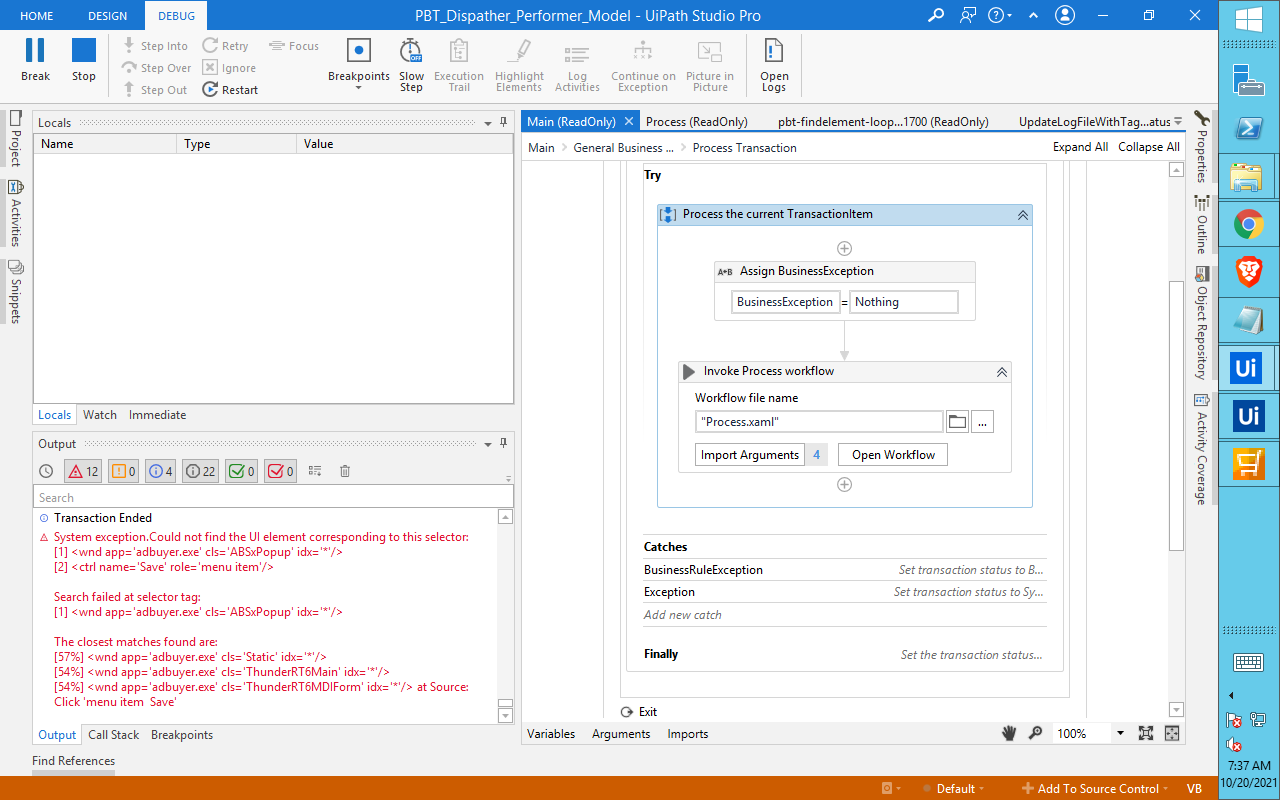 HOME
DESIGN
DEBUG
PBT_Dispather_Performer_Model - UiPath Studio Pro
Break
Stop
Step Into
Step Over
Step Out
Retry
Ignore
Restart
Focus
Breakpoints
Slow
Step
Execution
Trail
Highlight
Elements
Log
Activities
Continue on
Exception
Picture in
Picture
Open
Logs
Project
Activities
Snippets
Locals
Name
Type
Value
Locals
Watch
Immediate
Output
12
0
4
22
0
0
Search
Transaction Ended
System exception.Could not find the UI element corresponding to this selector:
[1] <wnd app='adbuyer.exe' cls='ABSxPopup' idx='*'/>
[2] <ctrl name='Save' role='menu item'/>
Search failed at selector tag:
[1] <wnd app='adbuyer.exe' cls='ABSxPopup' idx='*'/>
The closest matches found are:
[57%] <wnd app='adbuyer.exe' cls='Static' idx='*'/>
[54%] <wnd app='adbuyer.exe' cls='ThunderRT6Main' idx='*'/>
[54%] <wnd app='adbuyer.exe' cls='ThunderRT6MDIForm' idx='*'/> at Source:
Click 'menu item  Save'
Output
Call Stack
Breakpoints
Find References
Main (ReadOnly)
Process (ReadOnly)
pbt-findelement-loop...1700 (ReadOnly)
UpdateLogFileWithTag...atus
Main
General Business ...
Process Transaction
Expand All
Collapse All
Try
Process the current TransactionItem
A+B Assign BusinessException
BusinessException = Nothing
Invoke Process workflow
Workflow file name
"Process.xaml"
...
Import Arguments
4
Open Workflow
Catches
BusinessRuleException
Set transaction status to B...
Exception
Set transaction status to Sy...
Add new catch
Finally
Set the transaction status...
Exit
Variables
Arguments
Imports
100%
Properties
Outline
Object Repository
Activity Coverage
Default
Add To Source Control
VB
Ui
Ui
7:37 AM
10/20/2021